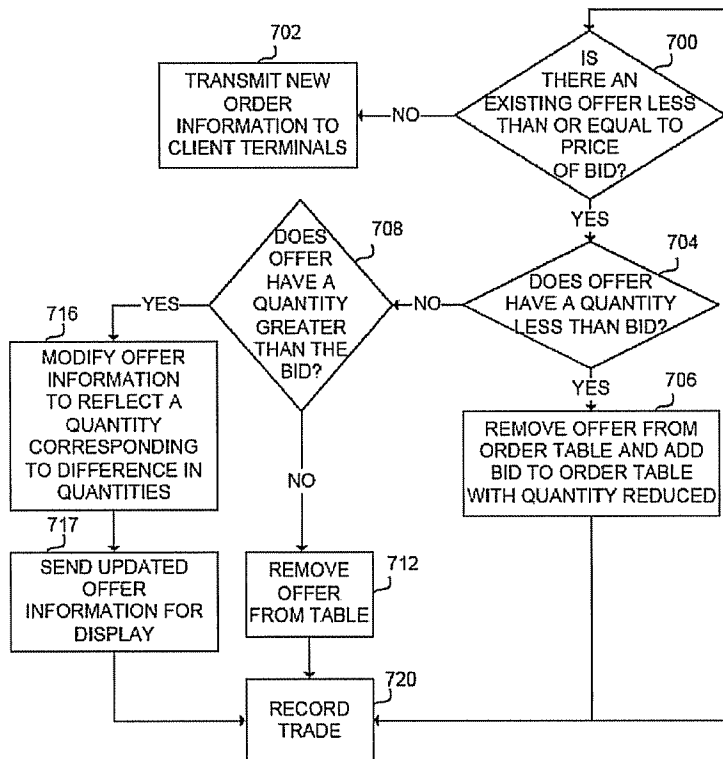 702
TRANSMIT NEW
ORDER
INFORMATION TO
CLIENT TERMINALS
NO
700
IS
THERE AN
EXISTING OFFER LESS
THAN OR EQUAL TO
PRICE
OF BID?
YES
704
DOES OFFER
HAVE A QUANTITY
LESS THAN BID?
NO
YES
708
DOES
OFFER
HAVE A
QUANTITY
GREATER
THAN THE
BID?
YES
NO
716
MODIFY OFFER
INFORMATION
TO REFLECT A
QUANTITY
CORRESPONDING
TO DIFFERENCE IN
QUANTITIES
706
REMOVE OFFER FROM
ORDER TABLE AND ADD
BID TO ORDER TABLE
WITH QUANTITY REDUCED
717
SEND UPDATED
OFFER
INFORMATION FOR
DISPLAY
712
REMOVE
OFFER
FROM TABLE
720
RECORD
TRADE